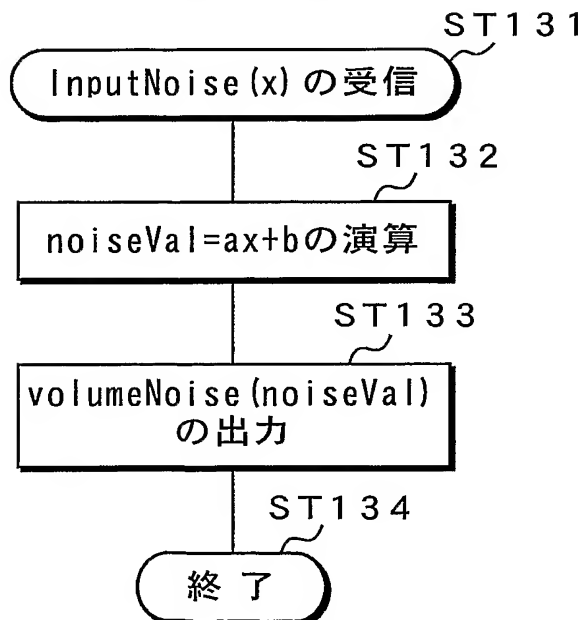 ST131
InputNoise(x)の受信
ST132
noiseVal=ax+bの演算
ST133
volumeNoise(noiseVal)
の出力
ST134
終了